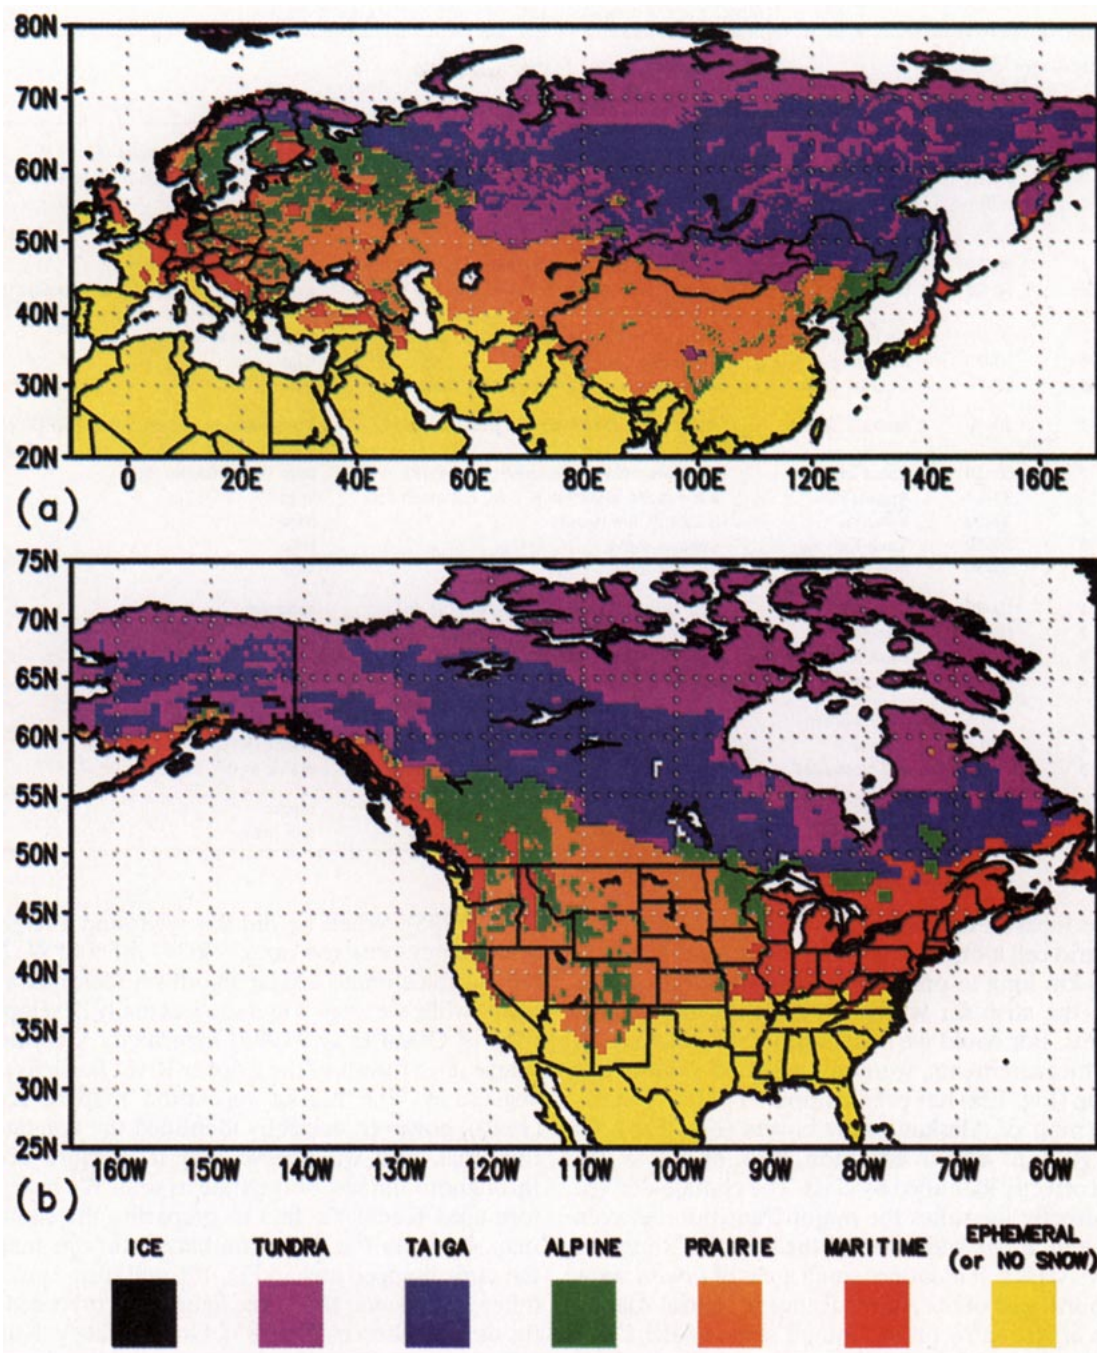 80N
70N
60N
50N
40N
30N
20N
0 20E 40E 60E 80E 100E 120E 140E 160E
(a)
75N
70N
65N
60N
55N
50N
45N
40N
35N
30N
25N
160W 150W 140W 130W 120W 110W 100W 90W 80W 70W 60W
(b)
ICE TUNDRA TAIGA ALPINE PRAIRIE MARITIME EPHEMERAL
(or NO SNOW)